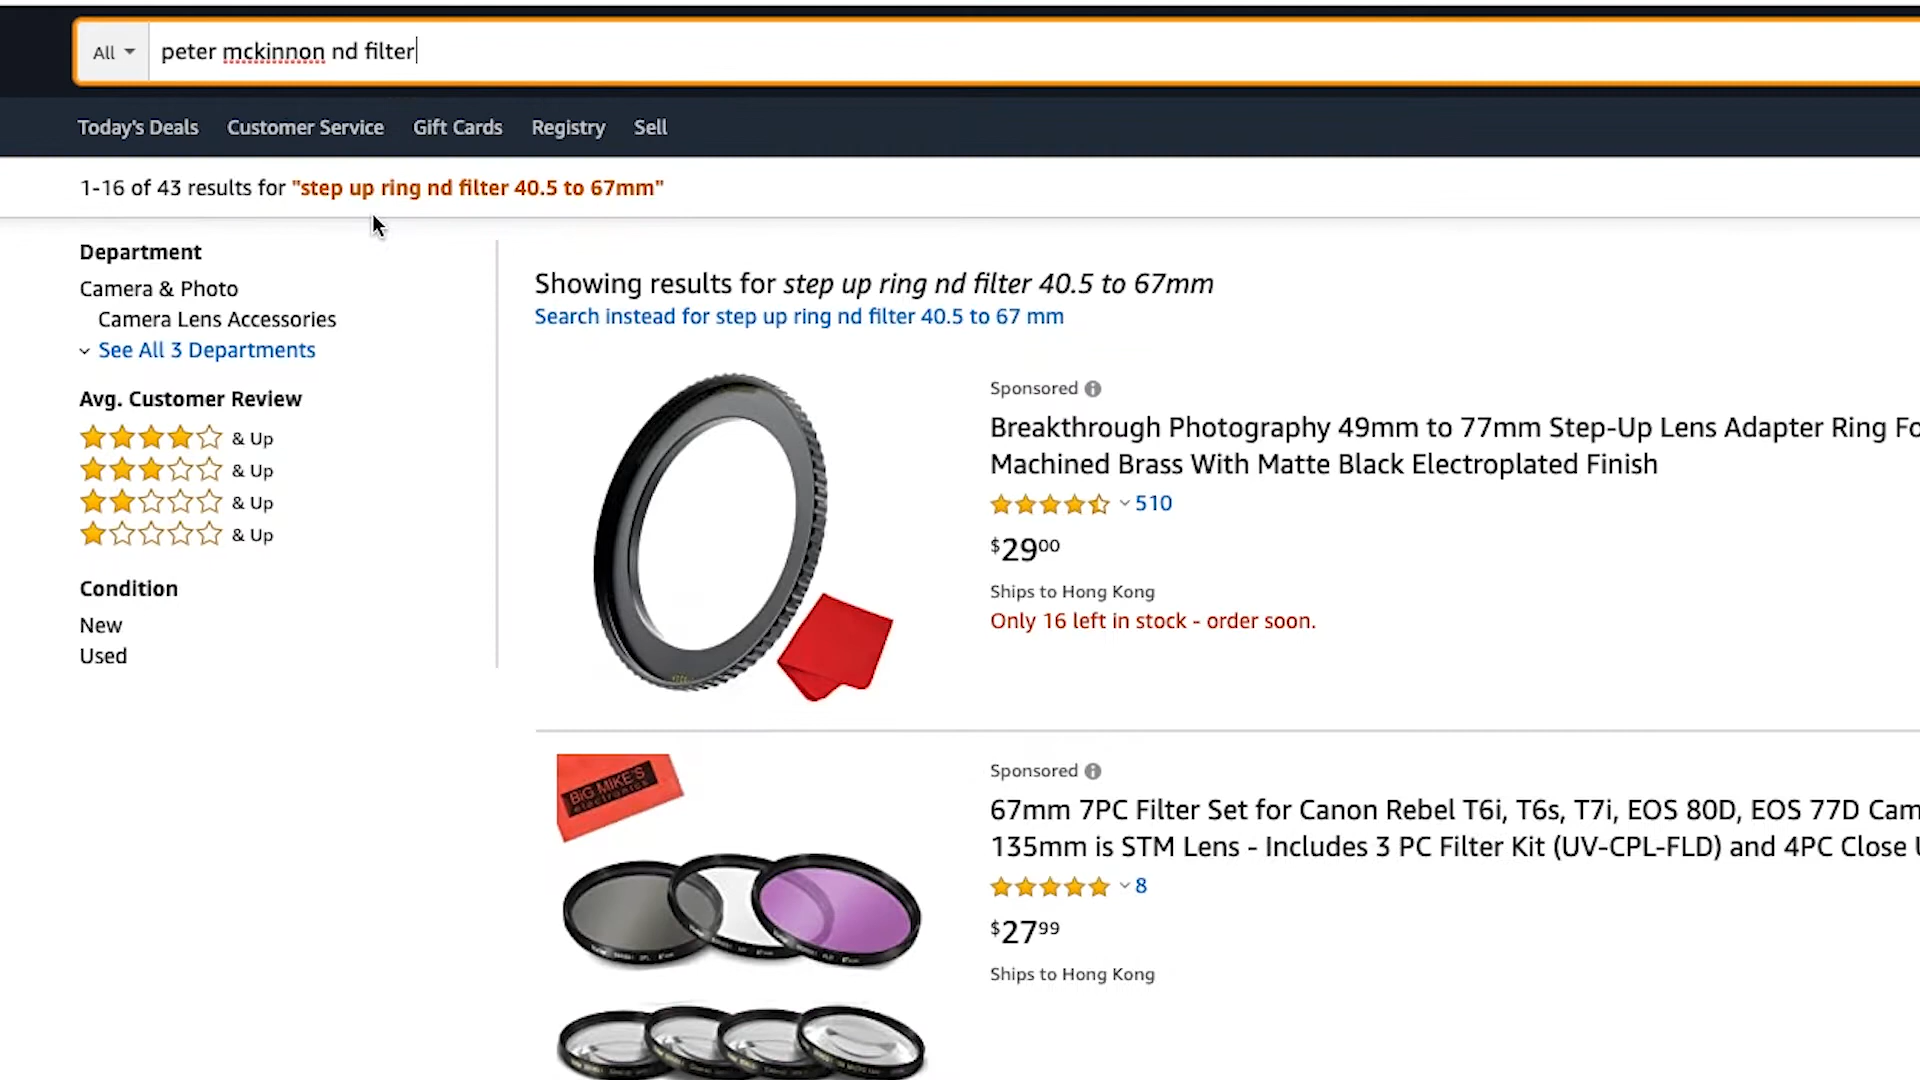 All
peter mckinnon nd filter
Today's Deals Customer Service Gift Cards Registry Sell
1-16 of 43 results for "step up ring nd filter 40.5 to 67mm"
Department
Camera & Photo
Camera Lens Accessories
See All 3 Departments
Avg. Customer Review
& Up
& Up
& Up
& Up
Condition
New
Used
Showing results for step up ring nd filter 40.5 to 67mm
Search instead for step up ring nd filter 40.5 to 67 mm
Sponsored
Breakthrough Photography 49mm to 77mm Step-Up Lens Adapter Ring Fo
Machined Brass With Matte Black Electroplated Finish
510
$2900
Ships to Hong Kong
Only 16 left in stock - order soon.
BiG MIKE'S
electronics
Sponsored
67mm 7PC Filter Set for Canon Rebel T6i, T6s, T7i, EOS 80D, EOS 77D Cam
135mm is STM Lens - Includes 3 PC Filter Kit (UV-CPL-FLD) and 4PC Close U
8
$2799
Ships to Hong Kong